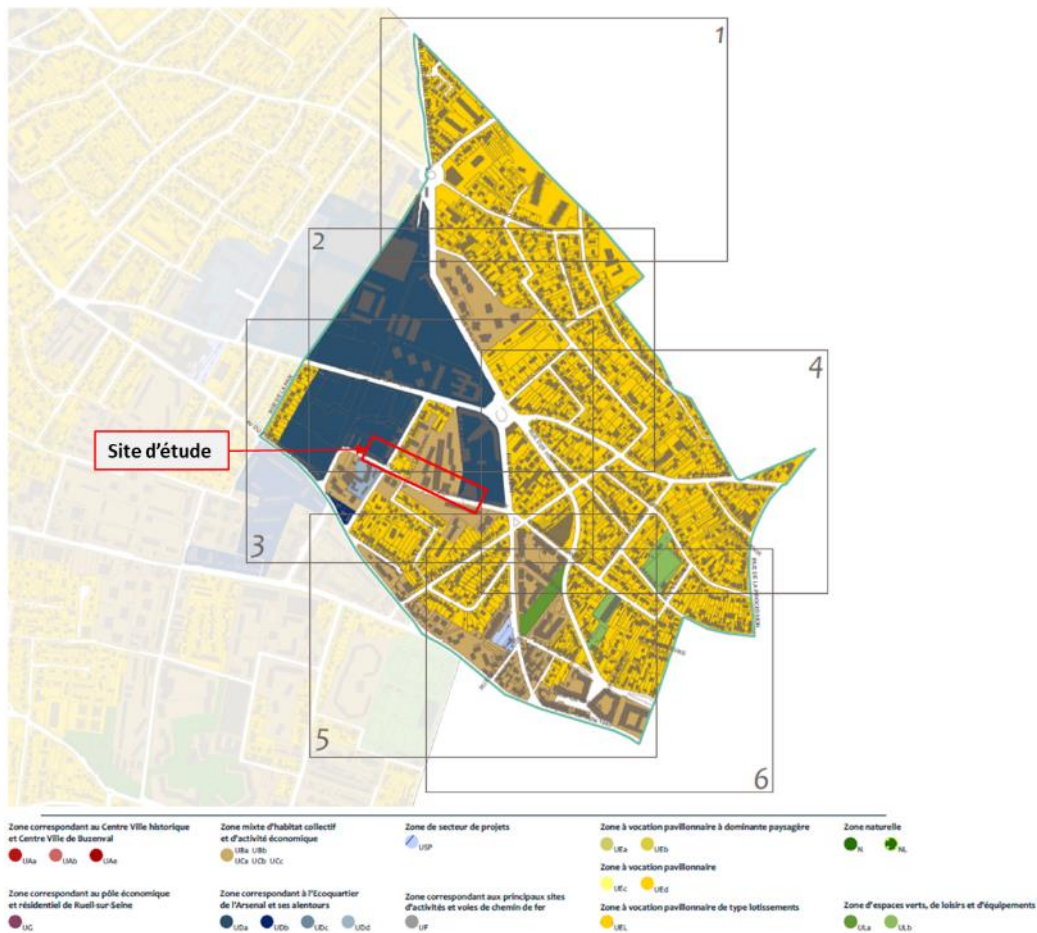 1
2
4
Site d'étude
3
5
6
Zone correspondant au Centre Ville historique
et Centre Ville de Buzenval
UAa UAb UAe
Zone mixte d'habitat collectif
et d'activité économique
UBa UBb
UCa UCb UCc
Zone de secteur de projets
USP
Zone à vocation pavillonaire à dominante paysagère
UEa UEb
Zone à vocation pavillonaire
UEc UEd
Zone naturelle
N NL
Zone correspondant au pôle économique
et résidentiel de Rueil-sur-Seine
UG
Zone correspondant à l'Ecoquartier
de l'Arsenal et ses alentours
UDa UDb UDc UDd
Zone correspondant aux principaux sites
d'activités et voies de chemin de fer
UF
Zone à vocation pavillonaire de type lotissements
UEL
Zone d'espaces verts, de loisirs et d'équipements
ULa ULb